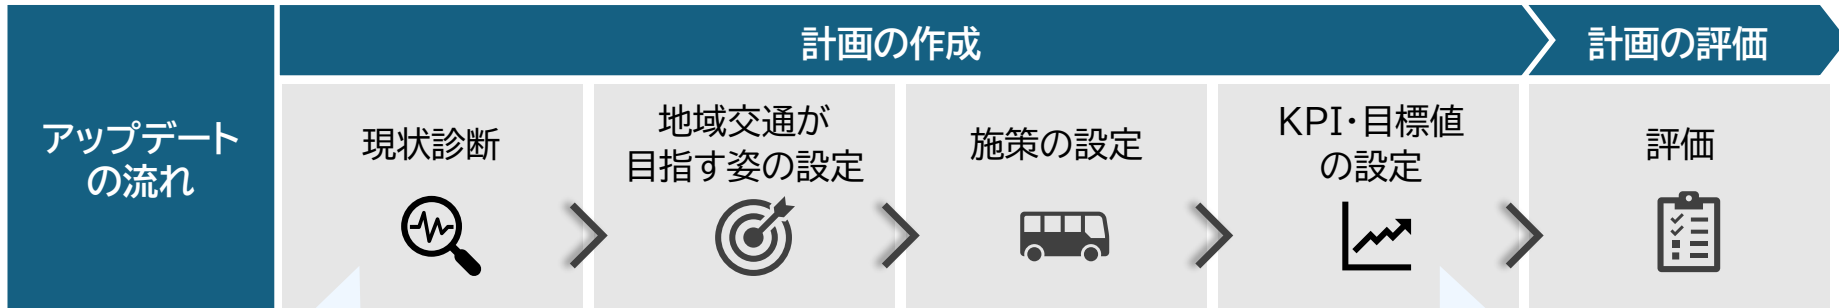 アップデート
の流れ
計画の作成
計画の評価
現状診断
地域交通が
目指す姿の設定
施策の設定
KPI・目標値
の設定
評価